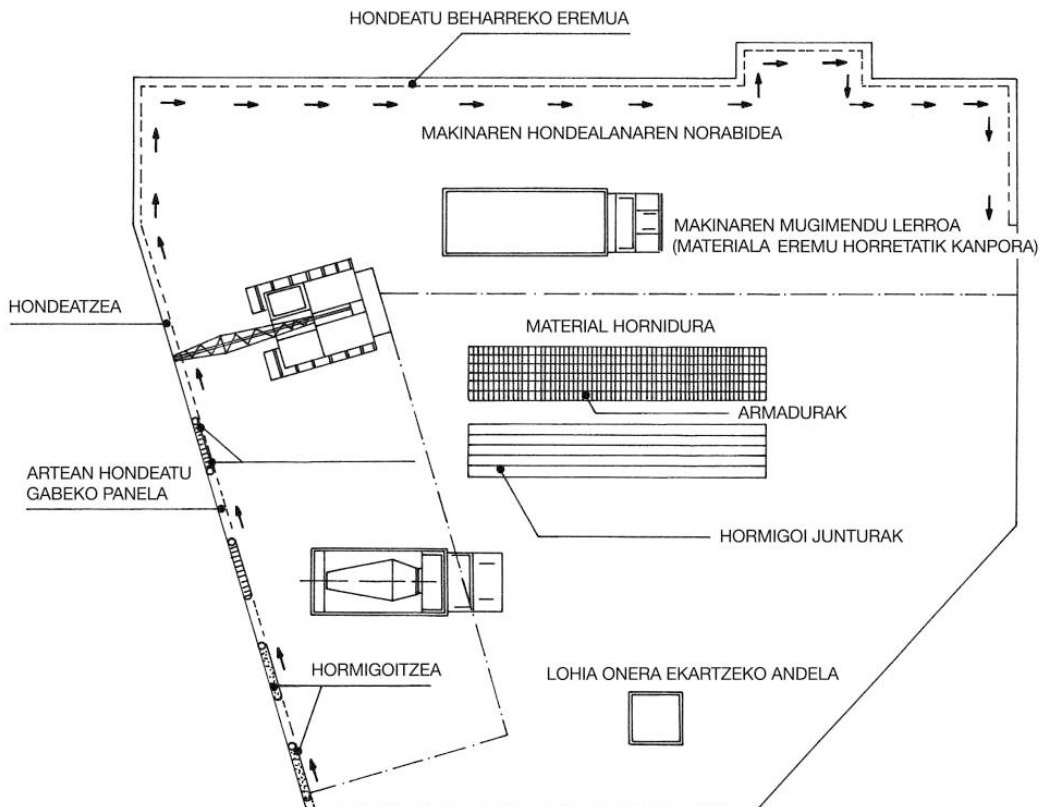 HONDEATU BEHARREKO EREMUA
MAKINAREN HONDEALANAREN NORABIDEA
MAKINAREN MUGIMENDU LERROA
(MATERIALA EREMU HORRETATIK KANPORA)
HONDEATZEA
MATERIAL HORNIDURA
ARMADURAK
ARTEAN HONDEATU
GABEKO PANELA
HORMIGOI JUNTURAK
HORMIGOITZEA
LOHIA ONERA EKARTZEKO ANDELA